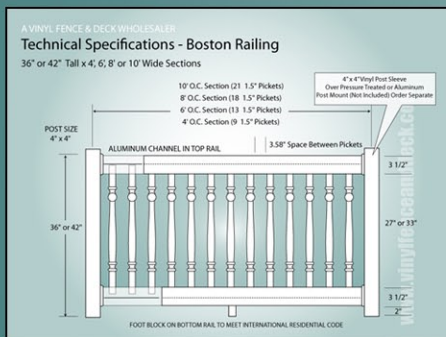 A VINYL FENCE & DECK WHOLESALER
Technical Specifications - Boston Railing
36" or 42" Tall x 4', 6', 8' or 10' Wide Sections
10' O.C. Section (21 1.5" Pickets)
8' O.C. Section (18 1.5" Pickets)
6' O.C. Section (13 1.5" Pickets)
4' O.C. Section (9 1.5" Pickets)
4" x 4" Vinyl Post Sleeve
Over Pressure Treated or Aluminum
Post Mount (Not Included) Order Separate
POST SIZE
4" x 4"
ALUMINUM CHANNEL IN TOP RAIL
3.58" Space Between Pickets
3 1/2"
36" or 42"
27" or 33"
3 1/2"
2"
FOOT BLOCK ON BOTTOM RAIL TO MEET INTERNATIONAL RESIDENTIAL CODE